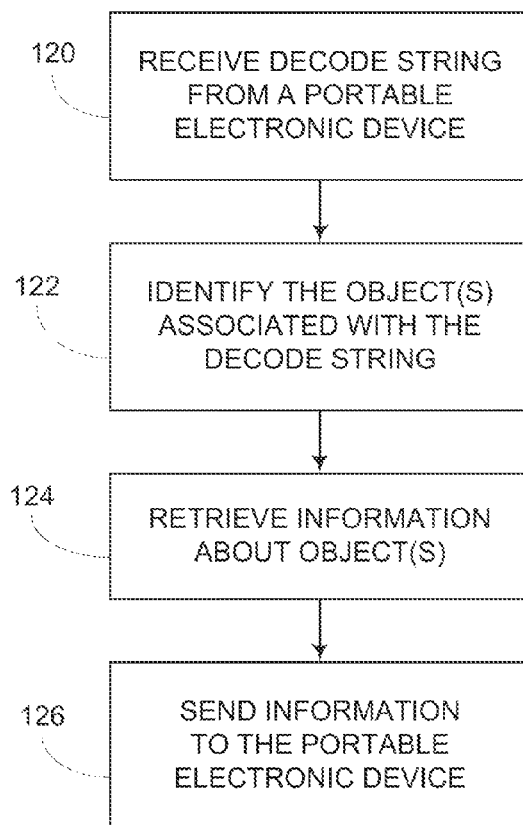 120
RECEIVE DECODE STRING
FROM A PORTABLE
ELECTRONIC DEVICE
122
IDENTIFY THE OBJECT(S)
ASSOCIATED WITH THE
DECODE STRING
124
RETRIEVE INFORMATION
ABOUT OBJECT(S)
126
SEND INFORMATION
TO THE PORTABLE
ELECTRONIC DEVICE